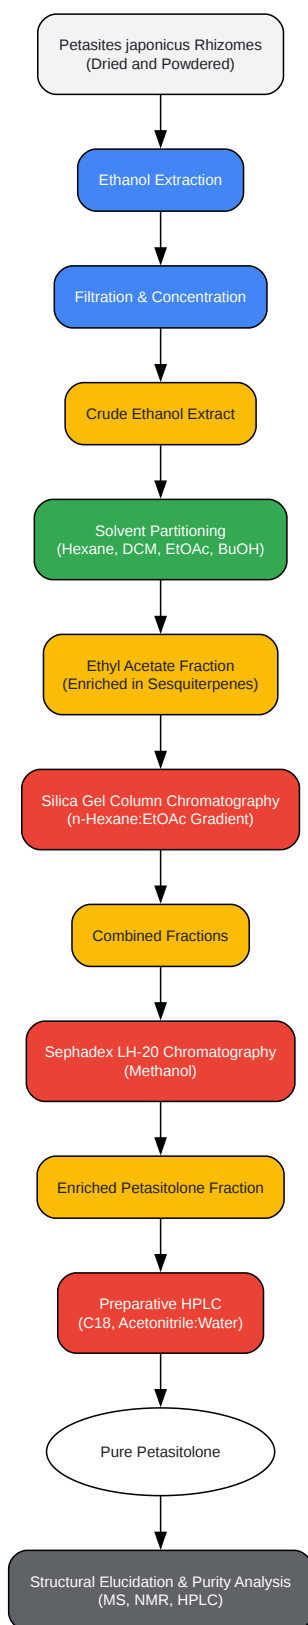 Petasites japonicus Rhizomes
(Dried and Powdered)
Ethanol Extraction
Filtration & Concentration
Crude Ethanol Extract
Solvent Partitioning
(Hexane, DCM, EtOAc, BuOH)
Ethyl Acetate Fraction
(Enriched in Sesquiterpenes)
Silica Gel Column Chromatography
(n-Hexane:EtOAc Gradient)
Combined Fractions
Sephadex LH-20 Chromatography
(Methanol)
Enriched Petasitolone Fraction
Preparative HPLC
(C18, Acetonitrile:Water)
Pure Petasitolone
Structural Elucidation & Purity Analysis
(MS, NMR, HPLC)